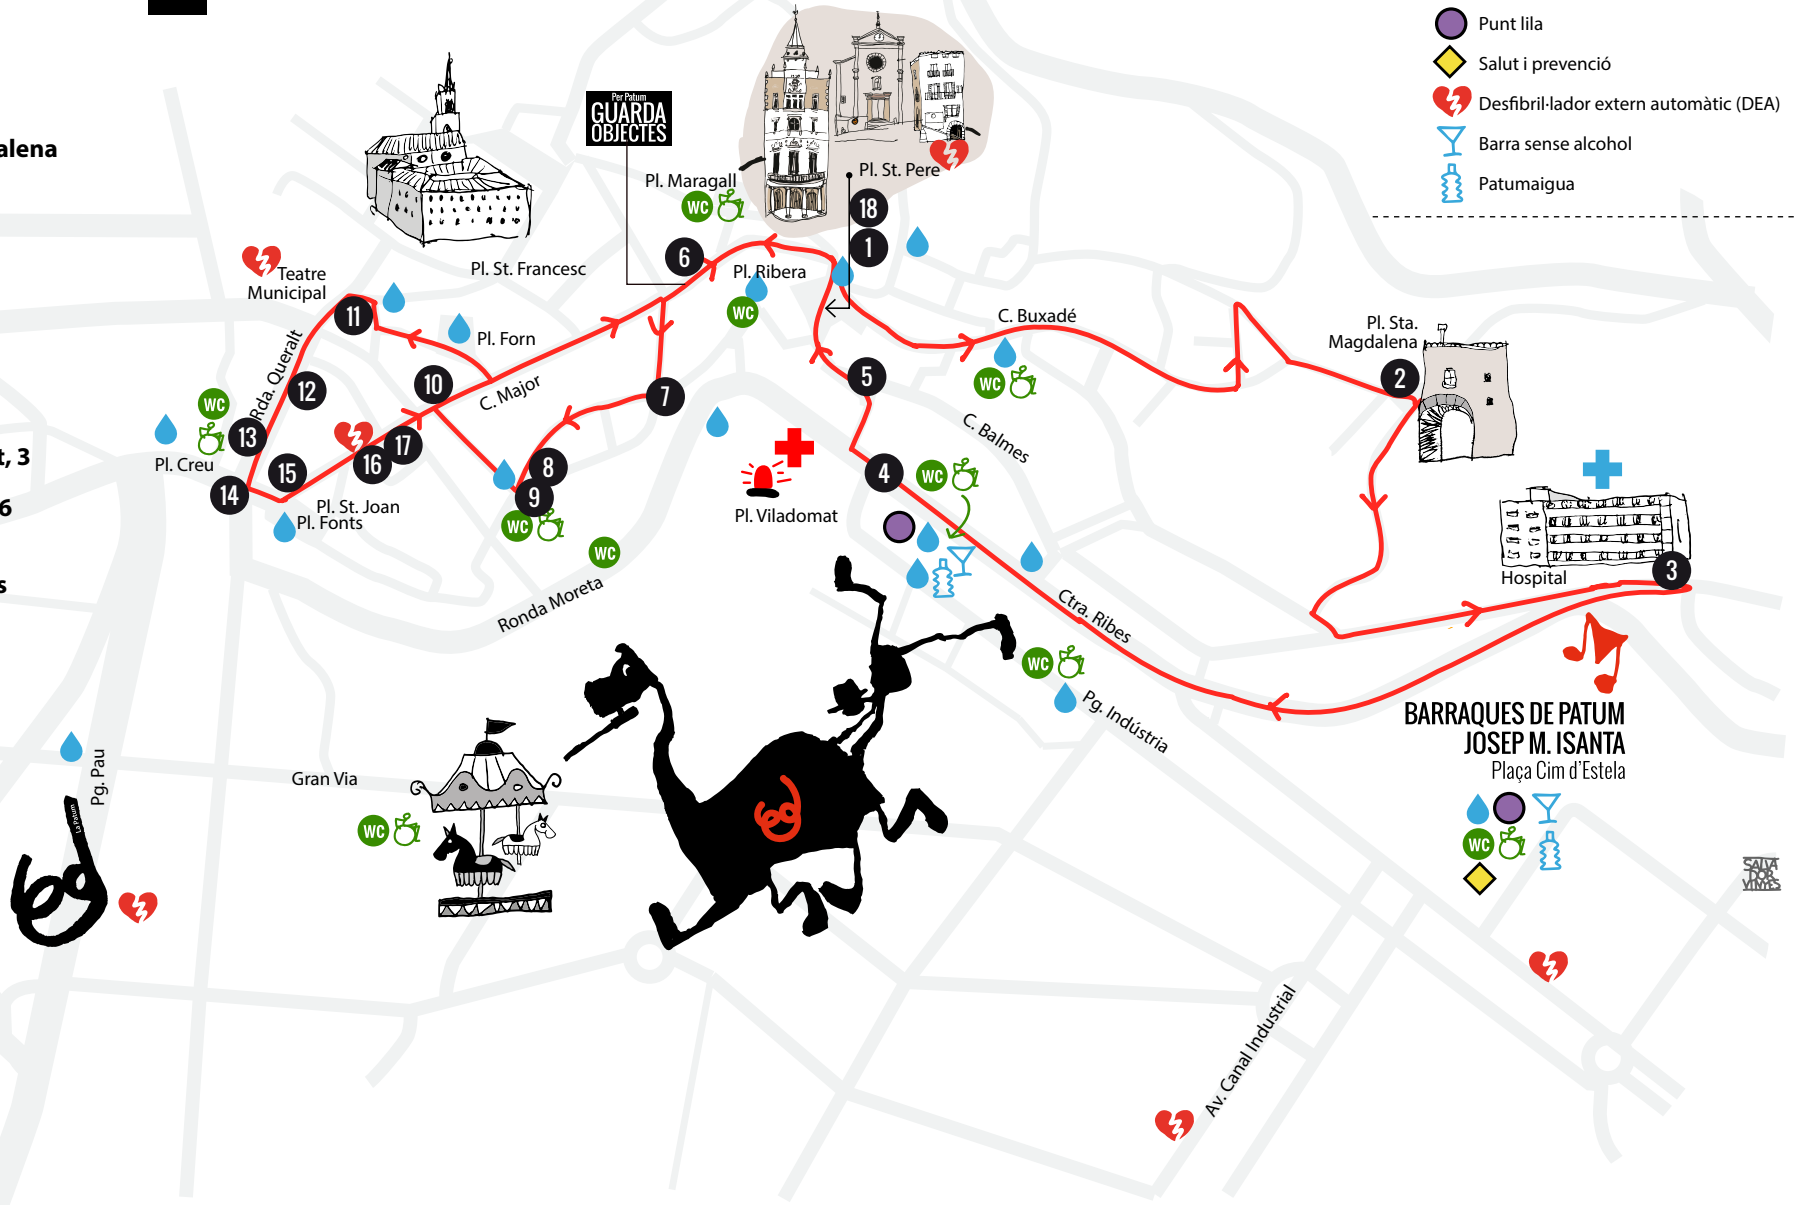 Punt lila
Salut i prevenció
Desfibril·lador extern automàtic (DEA)
Barra sense alcohol
Patumaigua
alena
t, 3
6
s
Per Patum
GUARDA
OBJECTES
Pl. Maragall
WC
Pl. St. Pere
18
1
6
Pl. Ribera
WC
Pl. St. Francesc
Teatre
Municipal
11
Pl. Forn
C. Buxadé
WC
Pl. Sta.
Magdalena
2
Rda. Queralt
12
10
C. Major
7
5
C. Balmes
WC
13
Pl. Creu
14
15
16
17
Pl. St. Joan
Pl. Fonts
8
9
WC
WC
Ronda Moreta
Pl. Viladomat
4
WC
Hospital
3
Ctra. Ribes
WC
Pg. Indústria
BARRAQUES DE PATUM
JOSEP M. ISANTA
Plaça Cim d'Estela
WC
Gran Via
WC
Pg. Pau
La Patum
Av. Canal Industrial
SALVA
DOR
VINYES